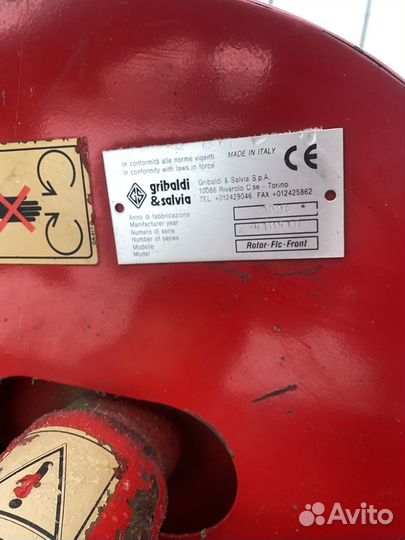 In conformità alle norme vigenti
In conformity with laws in force
MADE IN ITALY
CE
gribaldi
&salvia
Gribaldi & Salvia S.p.A.
10086 Rivarolo C.se - Torino
TEL. +012429046 FAX +012425862
Anno di fabbricazione
Manufacturer year
Numero di serie
Number of series
Modello
Model
Rotor-Flc-Front
Avito